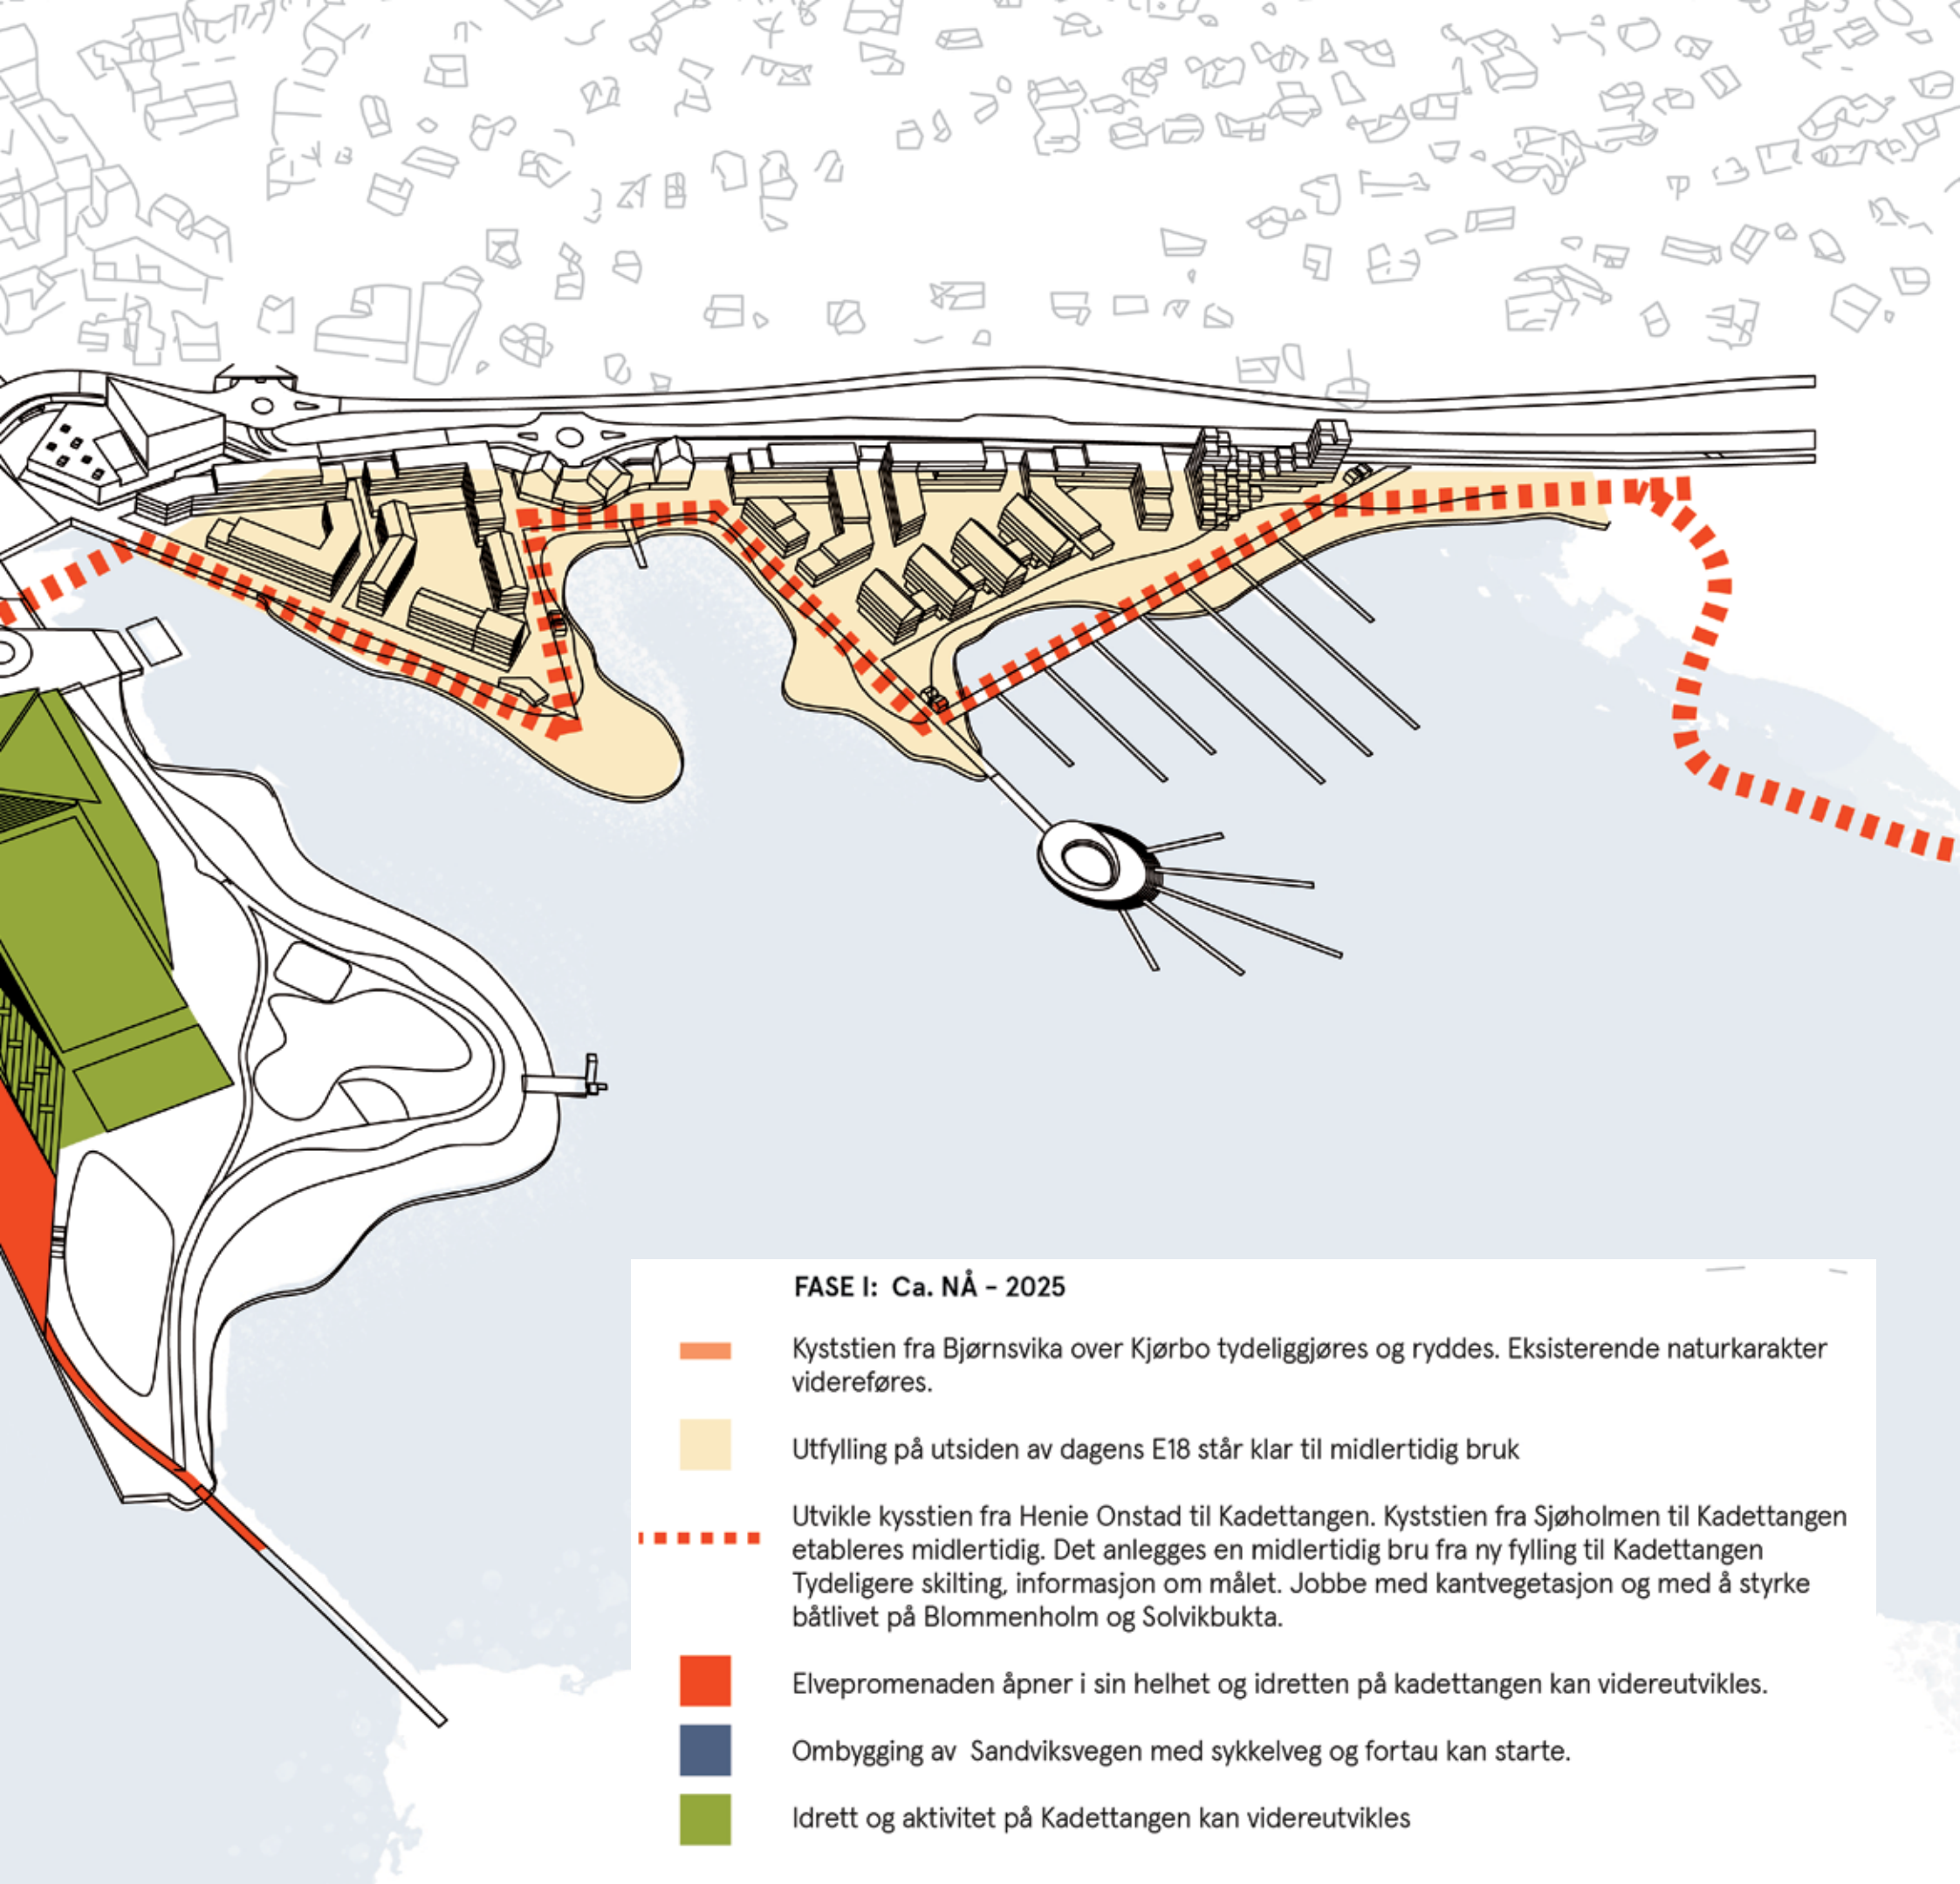 FASE I: Ca. NÅ – 2025
Kyststien fra Bjørnsvika over Kjørbo tydeliggjøres og ryddes. Eksisterende naturkarakter
videreføres.
Utfylling på utsiden av dagens E18 står klar til midlertidig bruk
Utvikle kysstien fra Henie Onstad til Kadettangen. Kyststien fra Sjøholmen til Kadettangen
etableres midlertidig. Det anlegges en midlertidig bru fra ny fylling til Kadettangen
Tydeligere skilting, informasjon om målet. Jobbe med kantvegetasjon og med å styrke
båtlivet på Blommenholm og Solvikbukta.
Elvepromenaden åpner i sin helhet og idretten på kadettangen kan videreutvikles.
Ombygging av  Sandviksvegen med sykkelveg og fortau kan starte.
Idrett og aktivitet på Kadettangen kan videreutvikles